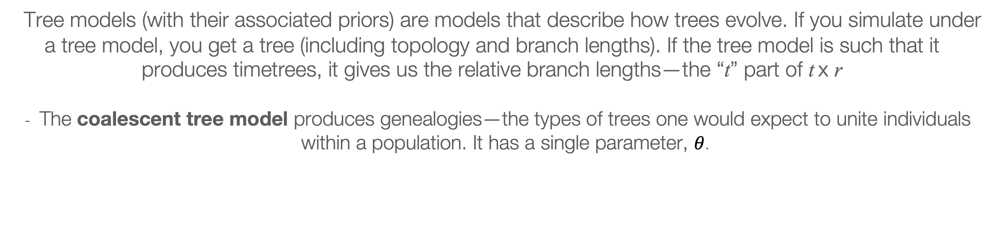 Tree models (with their associated priors) are models that describe how trees evolve. If you simulate under
a tree model, you get a tree (including topology and branch lengths). If the tree model is such that it
produces timetrees, it gives us the relative branch lengths—the “t” part of t x r
- The coalescent tree model produces genealogies—the types of trees one would expect to unite individuals
within a population. It has a single parameter, θ.